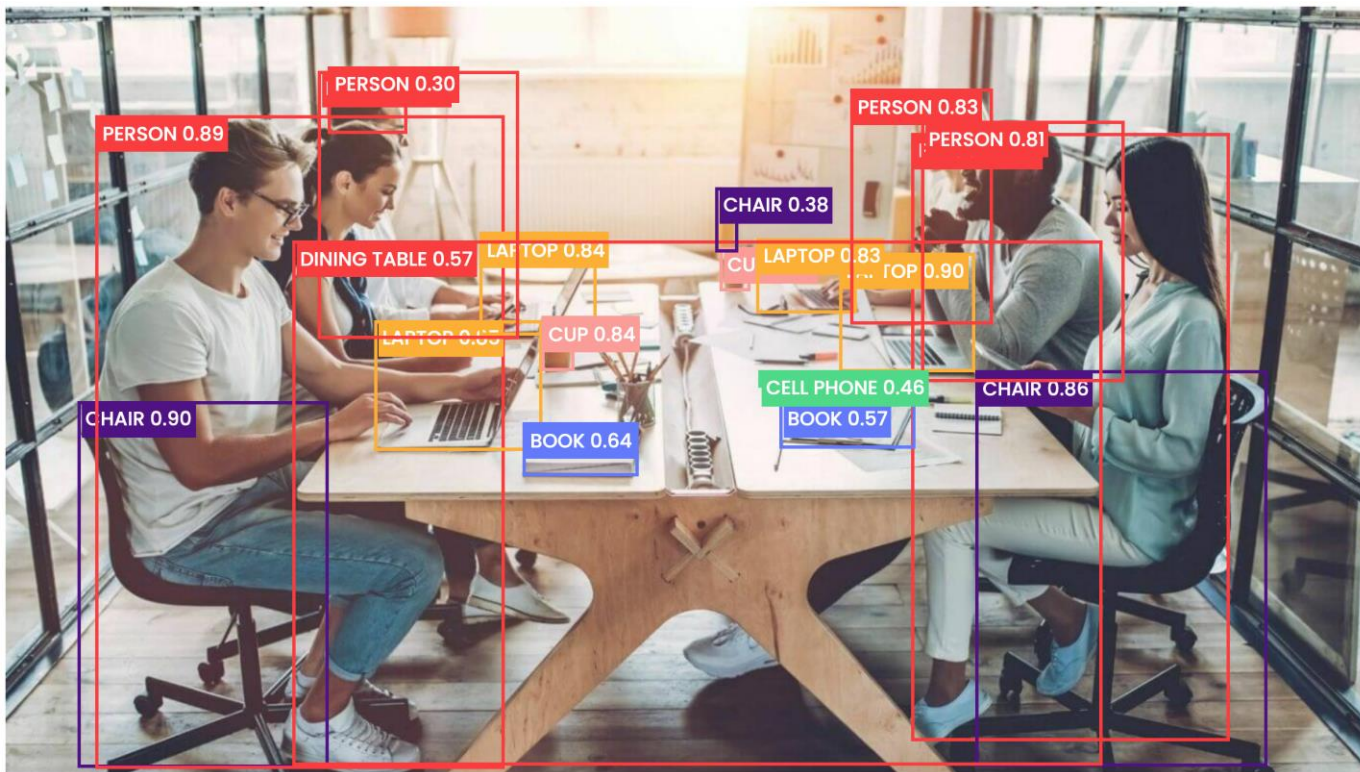 PERSON 0.30
PERSON 0.89
PERSON 0.83
PERSON 0.81
CHAIR 0.38
DINING TABLE 0.57
LAPTOP 0.84
CU
LAPTOP 0.83
TOP 0.90
LAPTOP
CUP 0.84
CHAIR 0.90
CELL PHONE 0.46
CHAIR 0.86
BOOK 0.64
BOOK 0.57